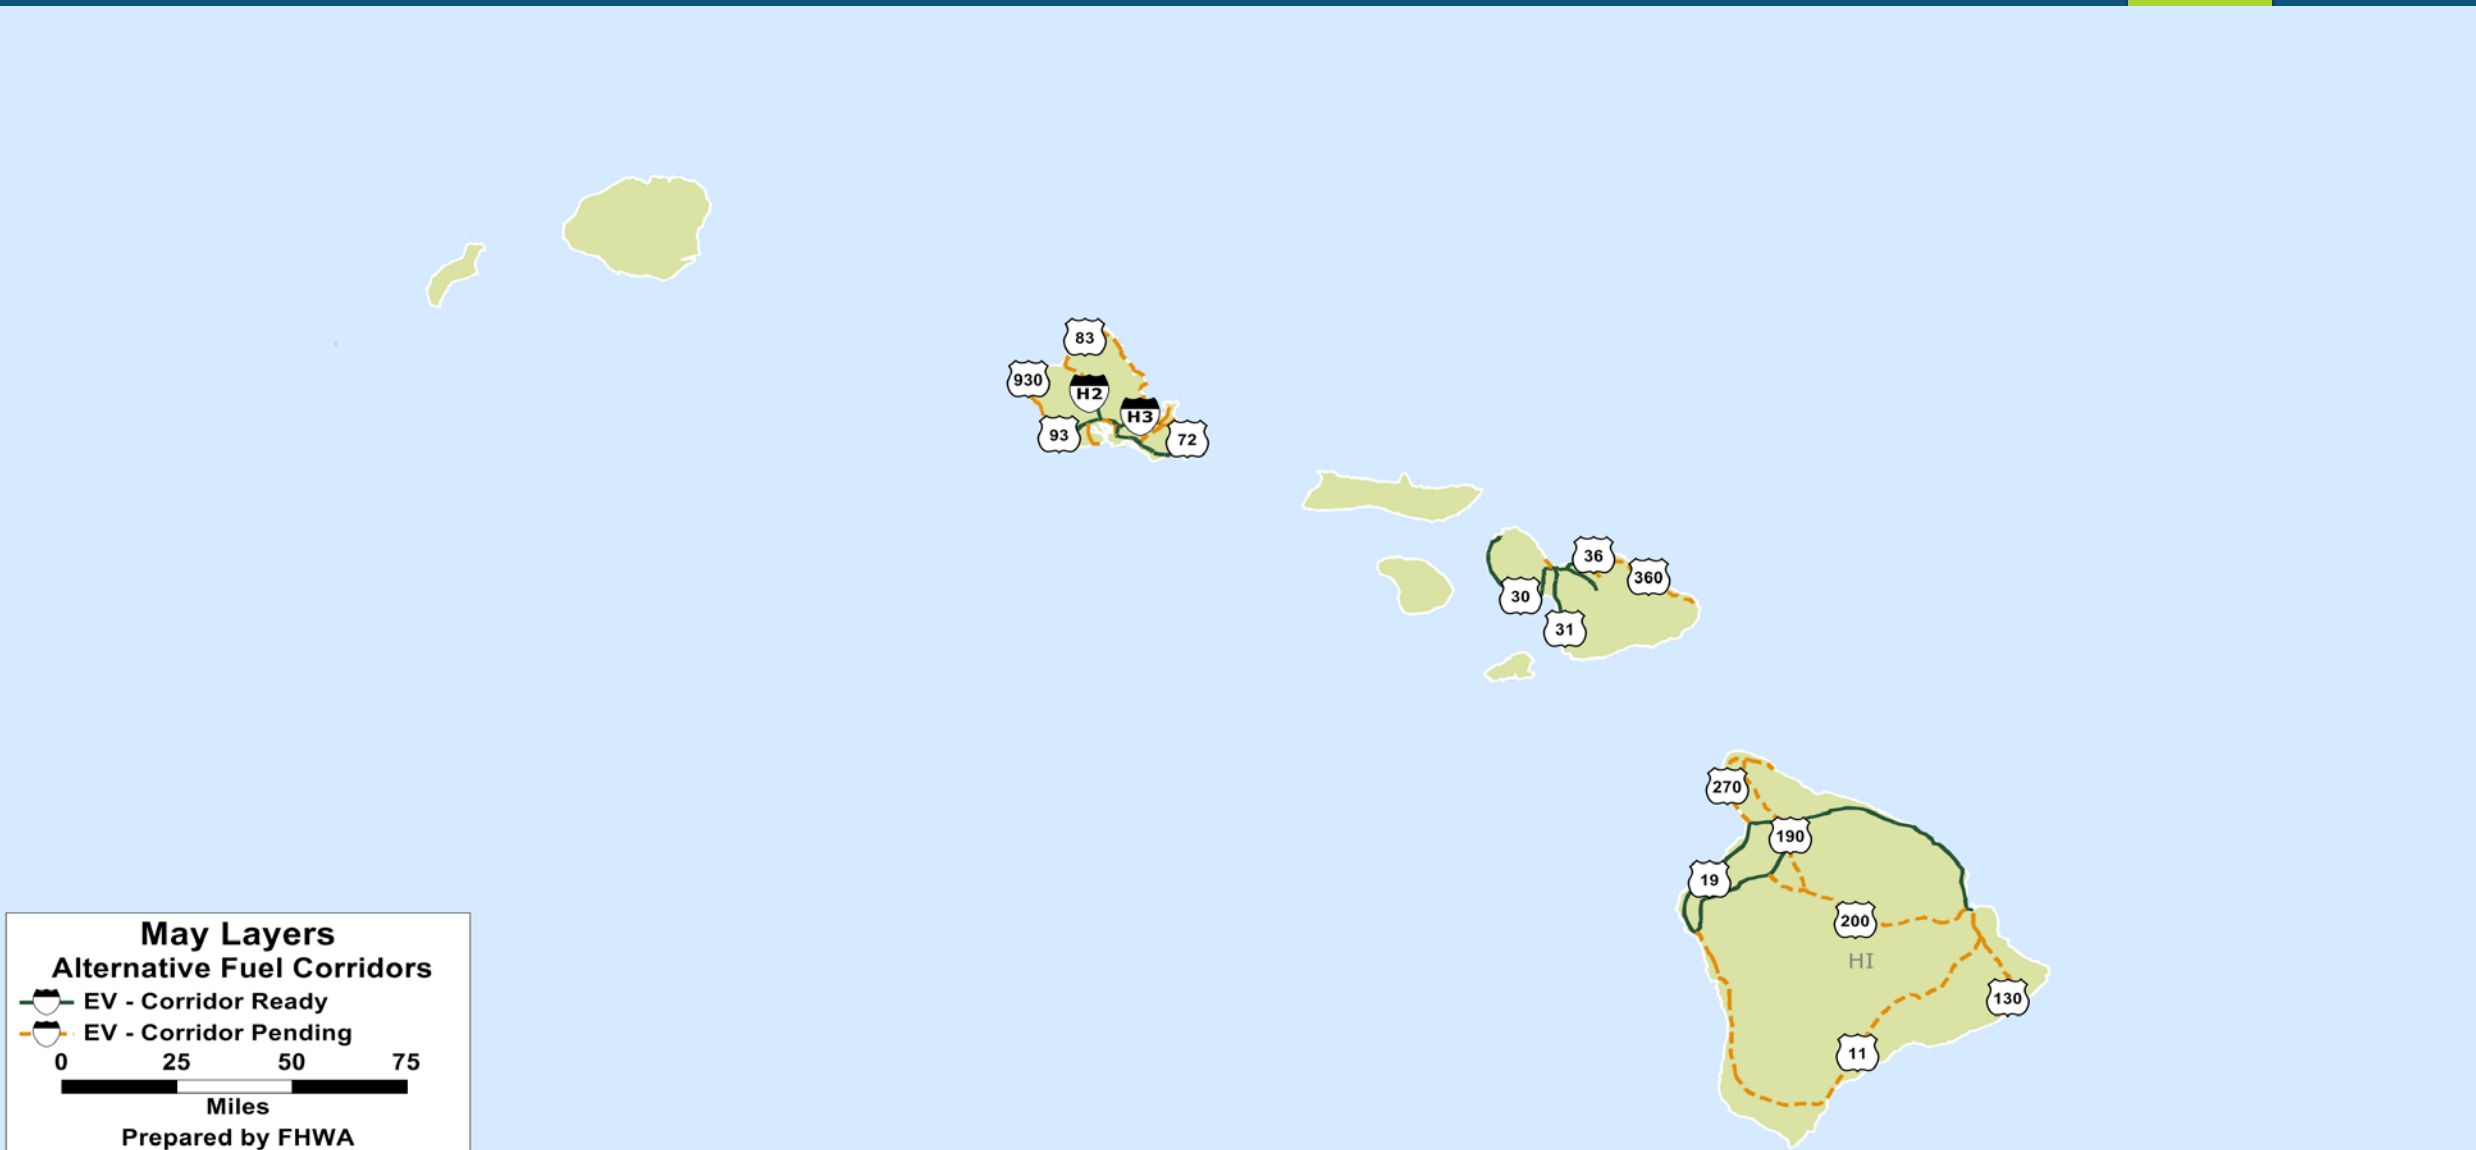 83
930
H2
H3
93
72
36
360
30
31
270
190
19
200
HI
130
11
May Layers
Alternative Fuel Corridors
EV - Corridor Ready
EV - Corridor Pending
0 25 50 75
Miles
Prepared by FHWA